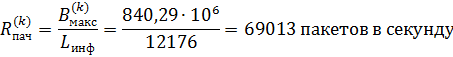 R_пач^(k) = B_макс^(k) / L_инф = 840,29 · 10^6 / 12176 = 69013 пакетов в секунду